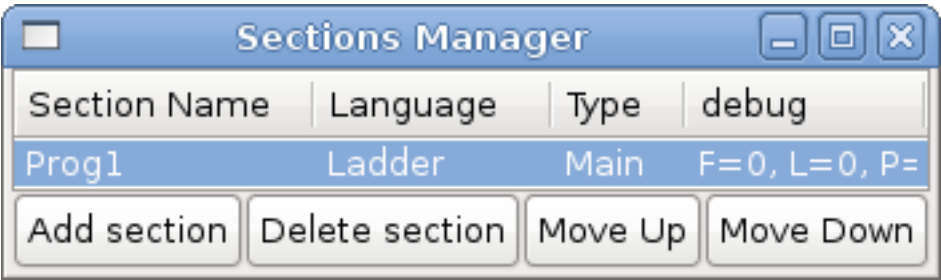 Sections Manager
Section Name Language Type debug
Prog1 Ladder Main F=0, L=0, P=
Add section Delete section Move Up Move Down